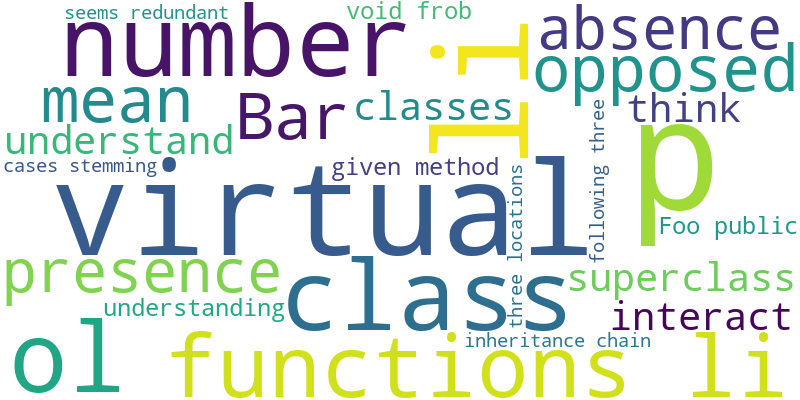 seems redundant
void frob
number
li
absence
opposed
mean
Bar
classes
think
understand
p
cases stemming
given method
following three
virtual
three locations
Foo public
presence
class
superclass
understanding
interact
ol
functions li
inheritance chain